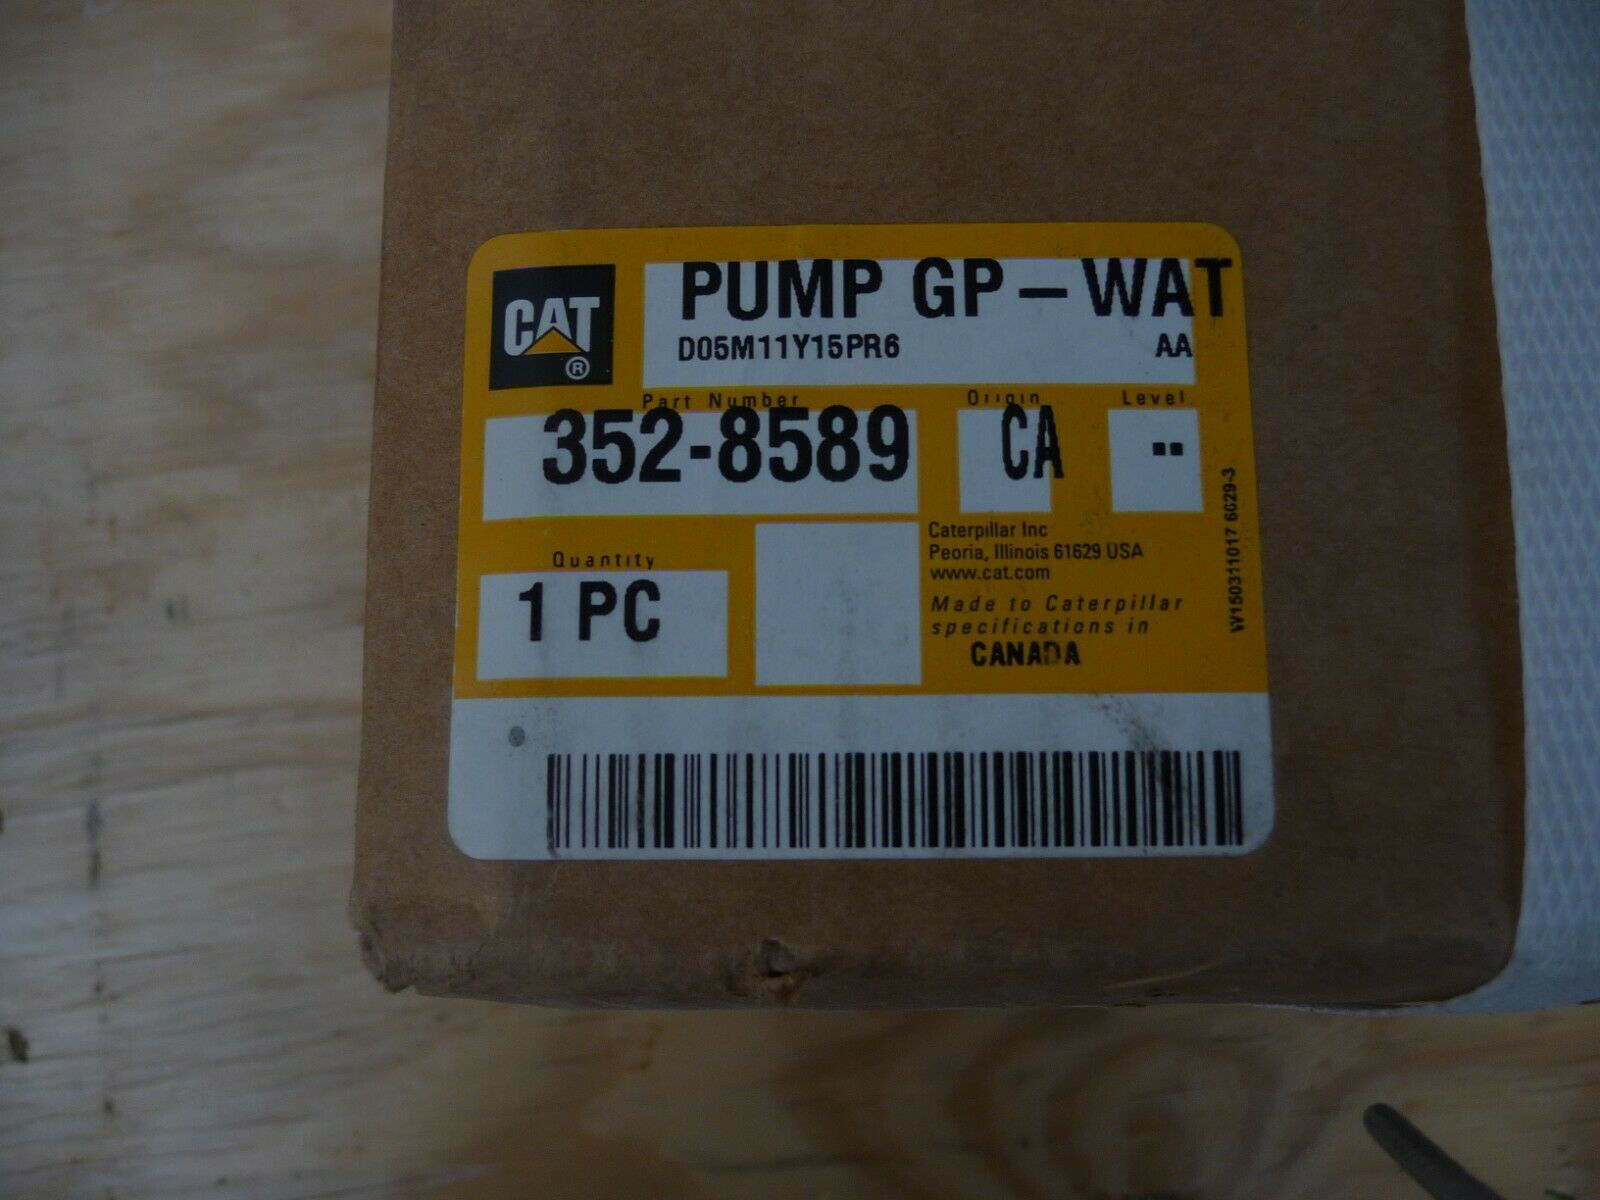 CAT®
PUMP GP-WAT
D05M11Y15PR6 AA
Part Number Origin Level
352-8589 CA --
Quantity
1 PC
Caterpillar Inc
Peoria, Illinois 61629 USA
www.cat.com
Made to Caterpillar
specifications in
CANADA
W150311017 6G29-3